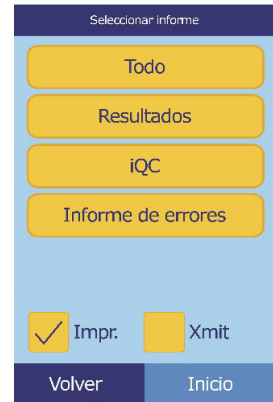 Seleccionar informe
Todo
Resultados
iQC
Informe de errores
Impr. Xmit
Volver Inicio